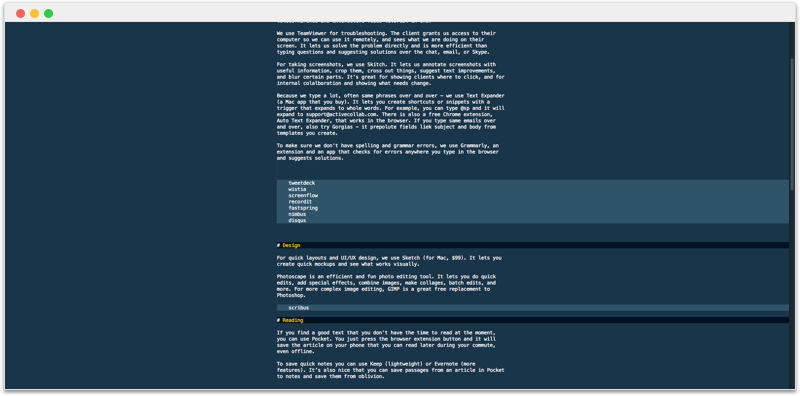 We use TeamViewer for troubleshooting. The client grants us access to their
computer so we can use it remotely, and sees what we are doing on their
screen. It lets us solve the problem directly and is more efficient than
typing questions and suggesting solutions over the chat, email, or Skype.
For taking screenshots, we use Skitch. It lets us annotate screenshots with
useful information, crop them, cross out things, suggest text improvements,
and blur certain parts. It's great for showing clients where to click, and for
internal colalboration and showing what needs change.
Because we type a lot, often same phrases over and over – we use Text Expander
(a Mac app that you buy). It lets you create shortcuts or snippets with a
trigger that expands to whole words. For example, you can type @sp and it will
expand to support@activecollab.com. There is also a free Chrome extension,
Auto Text Expander, that works in the browser. If you type same emails over
and over, also try Gorgias – it prepolute fields liek subject and body from
templates you create.
To make sure we don't have spelling and grammar errors, we use Grammarly, an
extension and an app that checks for errors anywhere you type in the browser
and suggests solutions.
tweetdeck
wistia
screenflow
recordit
fastspring
nimbus
disqus
# Design
For quick layouts and UI/UX design, we use Sketch (for Mac, $99). It lets you
create quick mockups and see what works visually.
Photoscape is an efficient and fun photo editing tool. It lets you do quick
edits, add special effects, combine images, make collages, batch edits, and
more. For more complex image editing, GIMP is a great free replacement to
Photoshop.
scribus
# Reading
If you find a good text that you don't have the time to read at the moment,
you can use Pocket. You just press the browser extension button and it will
save the article on your phone that you can read later during your commute,
even offline.
To save quick notes you can use Keep (lightweight) or Evernote (more
features). It's also nice that you can save passages from an article in Pocket
to notes and save them from oblivion.